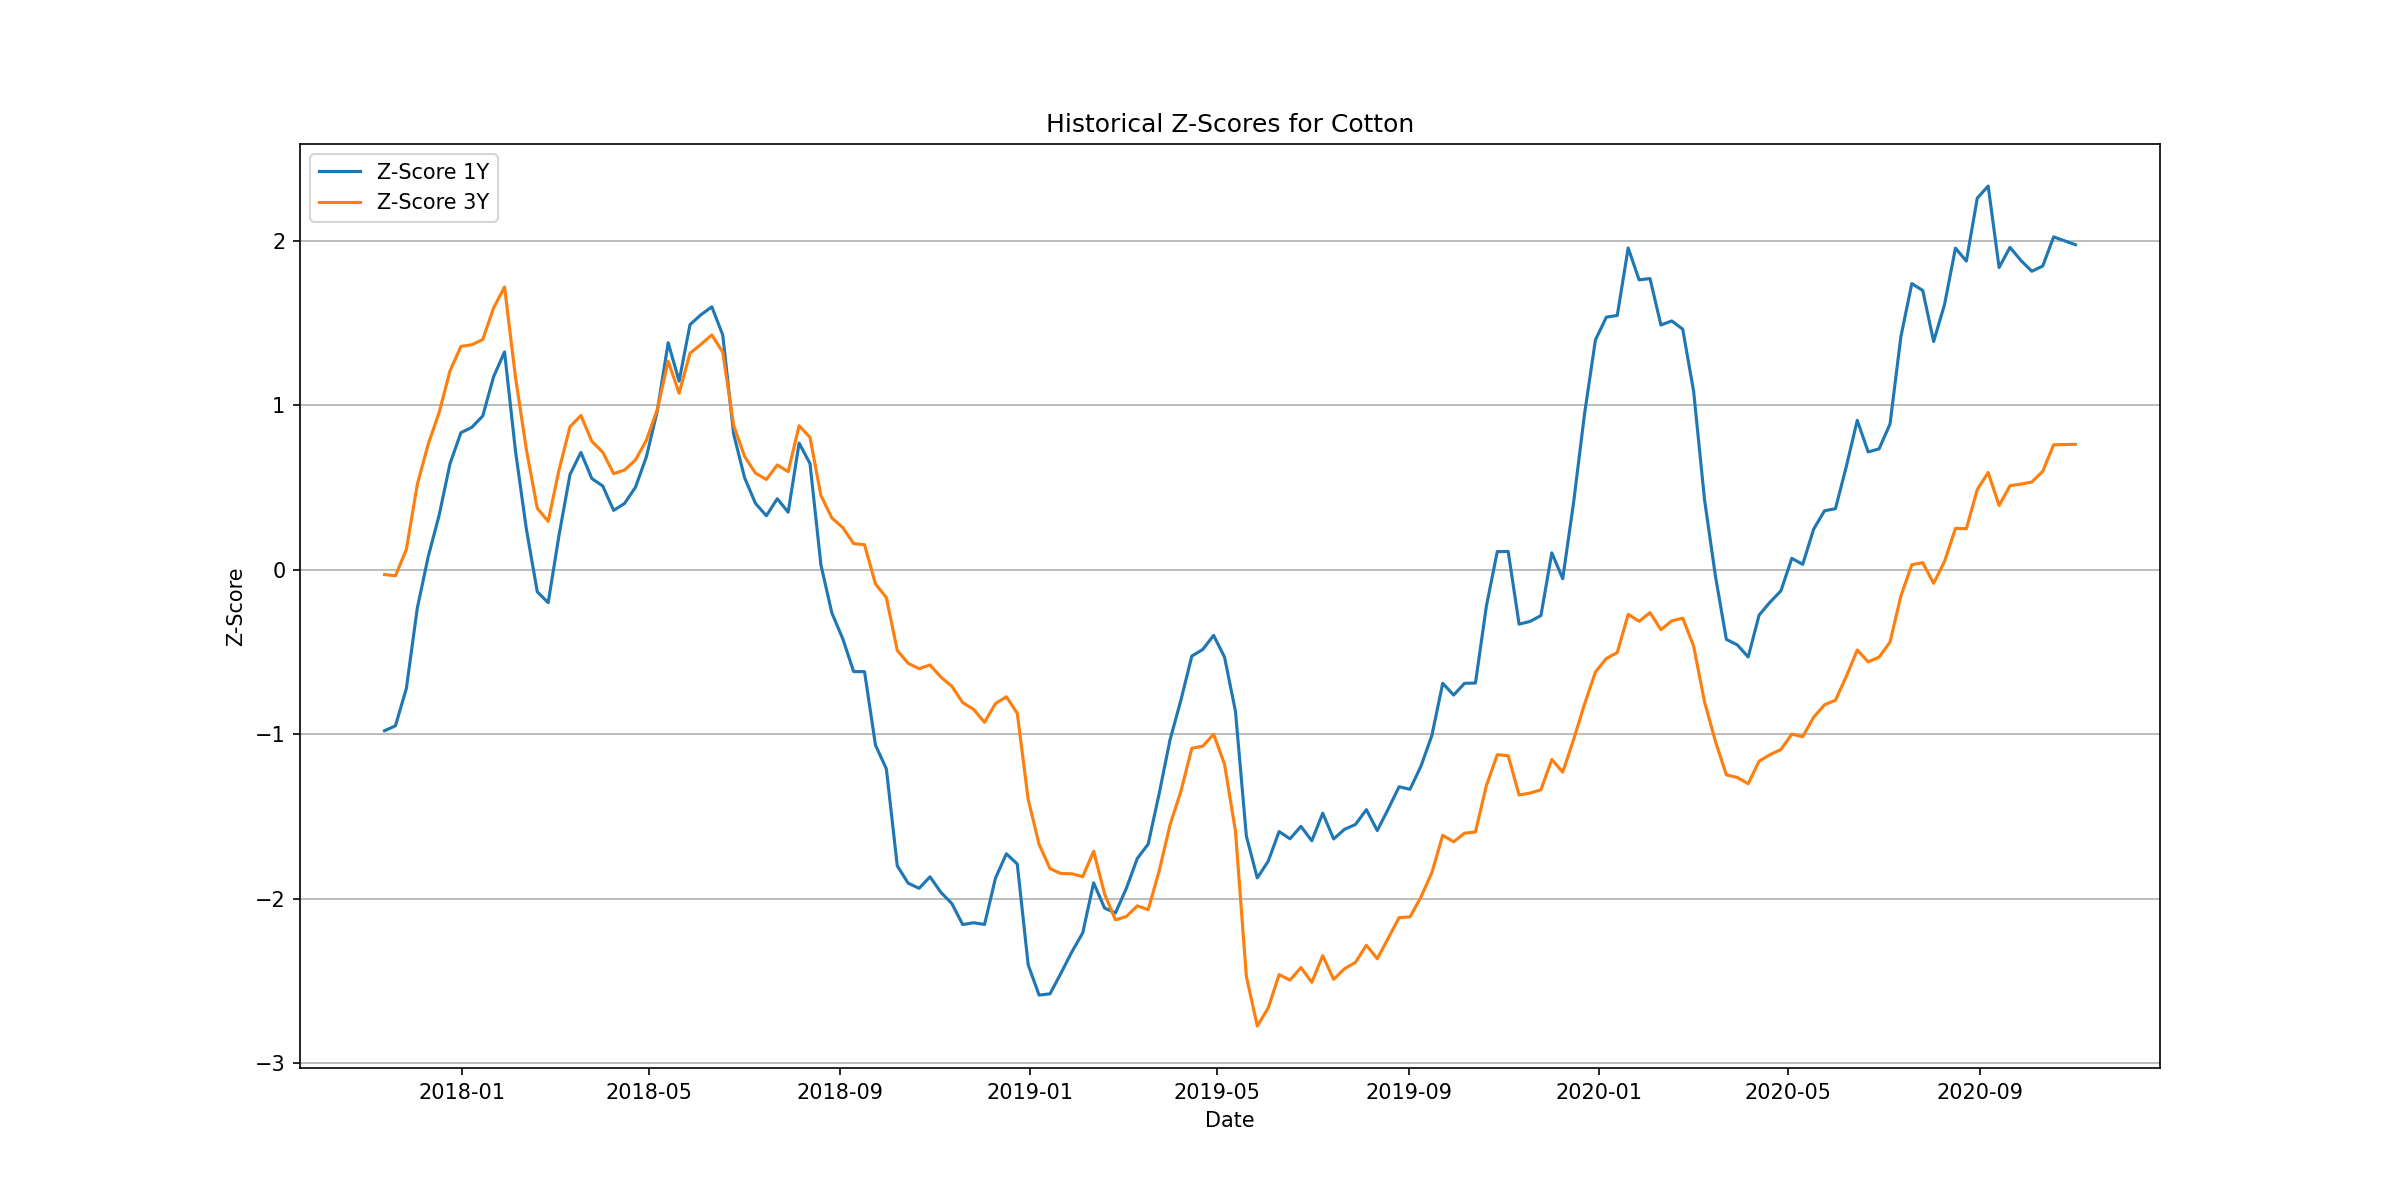 Historical Z-Scores for Cotton
Z-Score 1Y
Z-Score 3Y
2
1
0
−1
−2
−3
Z-Score
2018-01 2018-05 2018-09 2019-01 2019-05 2019-09 2020-01 2020-05 2020-09
Date